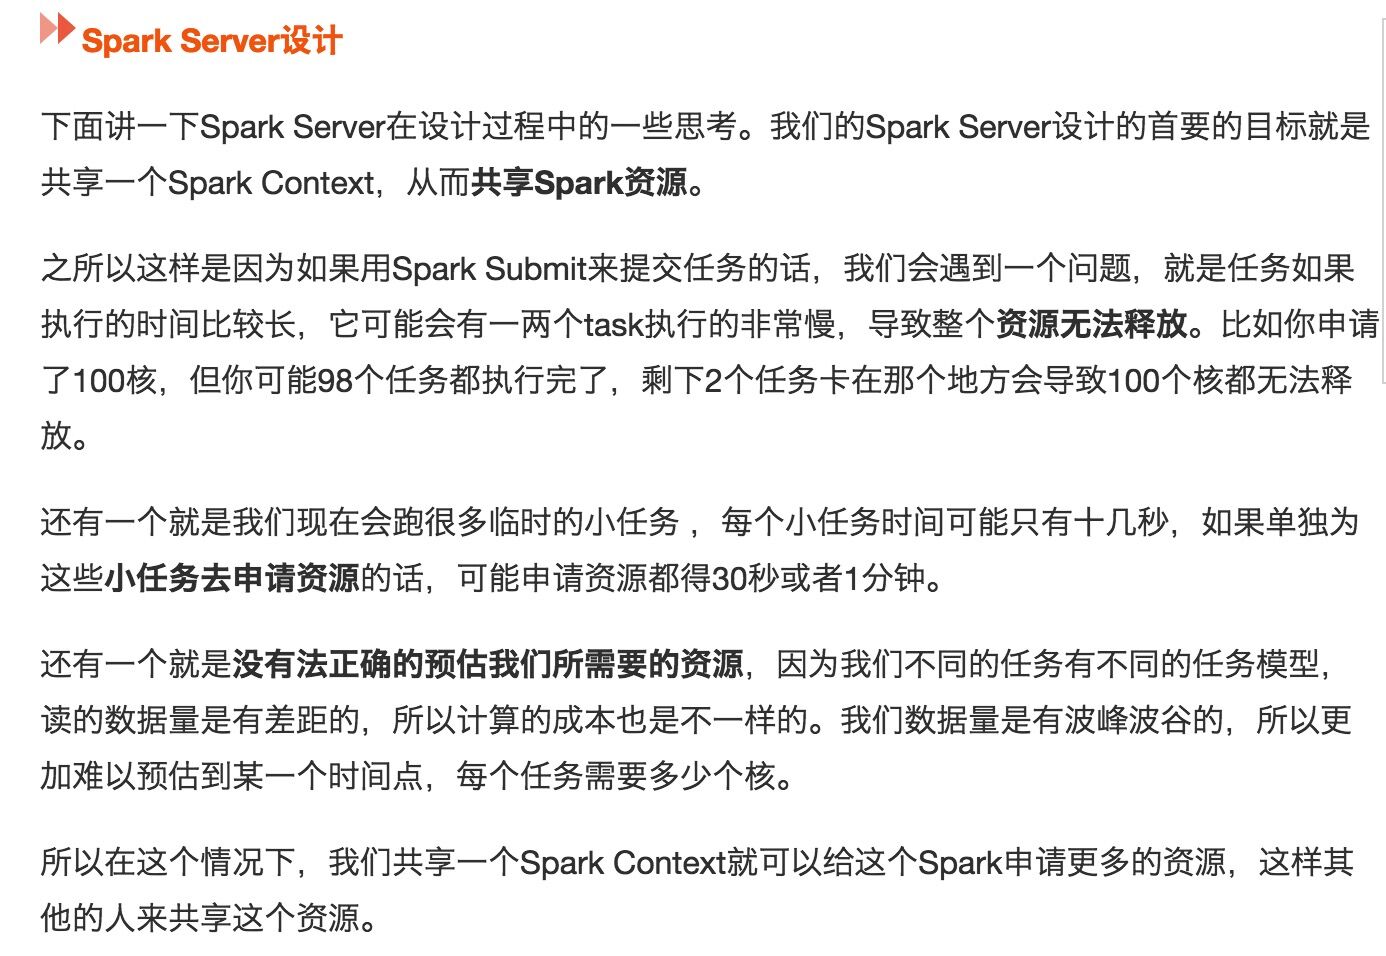 Spark Server设计
下面讲一下Spark Server在设计过程中的一些思考。我们的Spark Server设计的首要的目标就是
共享一个Spark Context，从而共享Spark资源。
之所以这样是因为如果用Spark Submit来提交任务的话，我们会遇到一个问题，就是任务如果
执行的时间比较长，它可能会有一两个task执行的非常慢，导致整个资源无法释放。比如你申请
了100核，但你可能98个任务都执行完了，剩下2个任务卡在那个地方会导致100个核都无法释
放。
还有一个就是我们现在会跑很多临时的小任务 ，每个小任务时间可能只有十几秒，如果单独为
这些小任务去申请资源的话，可能申请资源都得30秒或者1分钟。
还有一个就是没有法正确的预估我们所需要的资源，因为我们不同的任务有不同的任务模型，
读的数据量是有差距的，所以计算的成本也是不一样的。我们数据量是有波峰波谷的，所以更
加难以预估到某一个时间点，每个任务需要多少个核。
所以在这个情况下，我们共享一个Spark Context就可以给这个Spark申请更多的资源，这样其
他的人来共享这个资源。